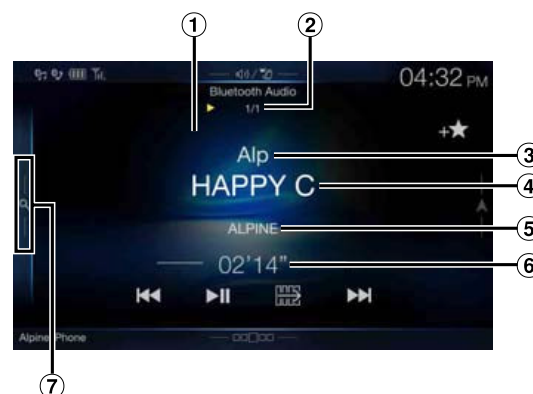 1 2
04:32 PM
Bluetooth Audio
1/1
+★
Alp 3
HAPPY C 4
ALPINE 5
02'14" 6
Alpine Phone
7